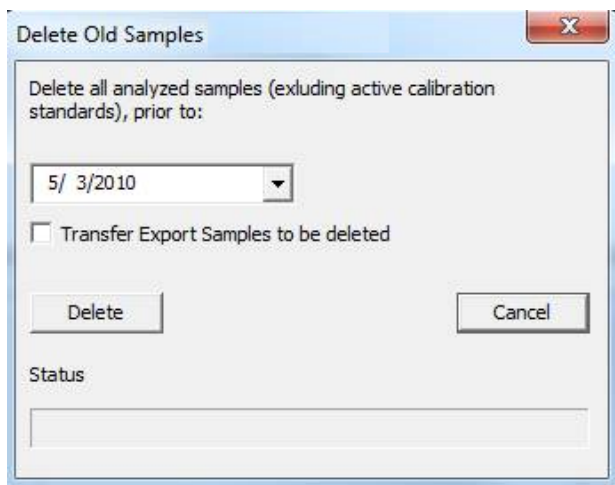 Delete Old Samples
Delete all analyzed samples (exluding active calibration
standards), prior to:
5/ 3/2010
Transfer Export Samples to be deleted
Delete
Cancel
Status